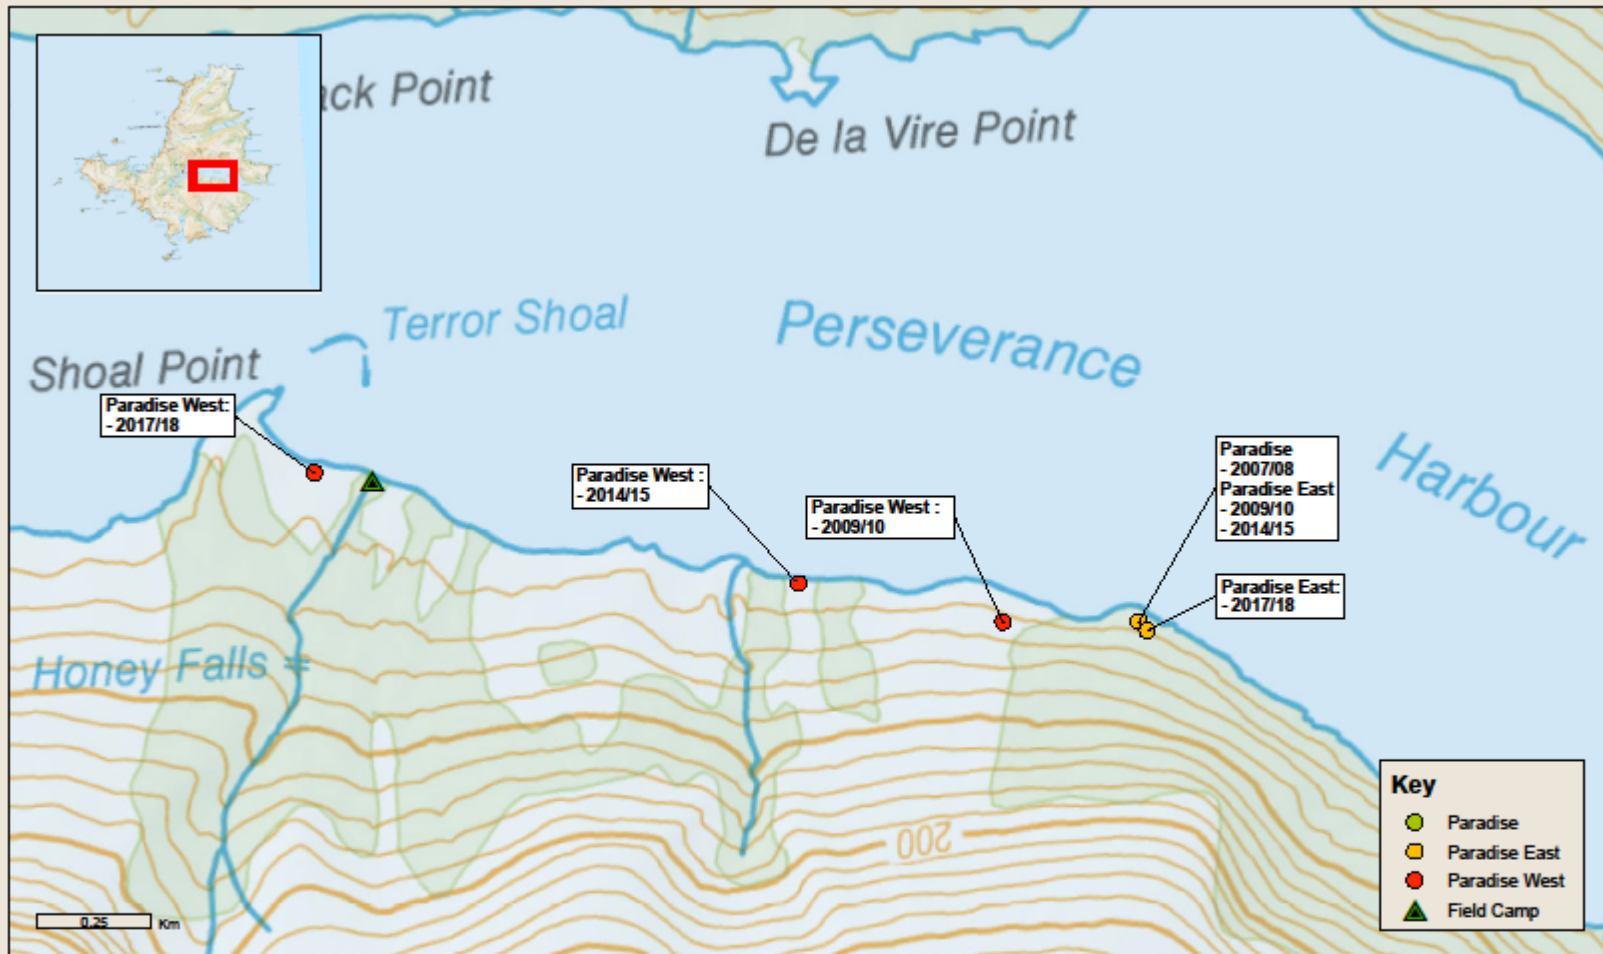 ack Point
De la Vire Point
Terror Shoal
Perseverance
Harbour
Shoal Point
Paradise West:
- 2017/18
Paradise West :
- 2014/15
Paradise West :
- 2009/10
Paradise
- 2007/08
Paradise East
- 2009/10
- 2014/15
Paradise East:
- 2017/18
Honey Falls
200
Key
Paradise
Paradise East
Paradise West
Field Camp
0.25 Km